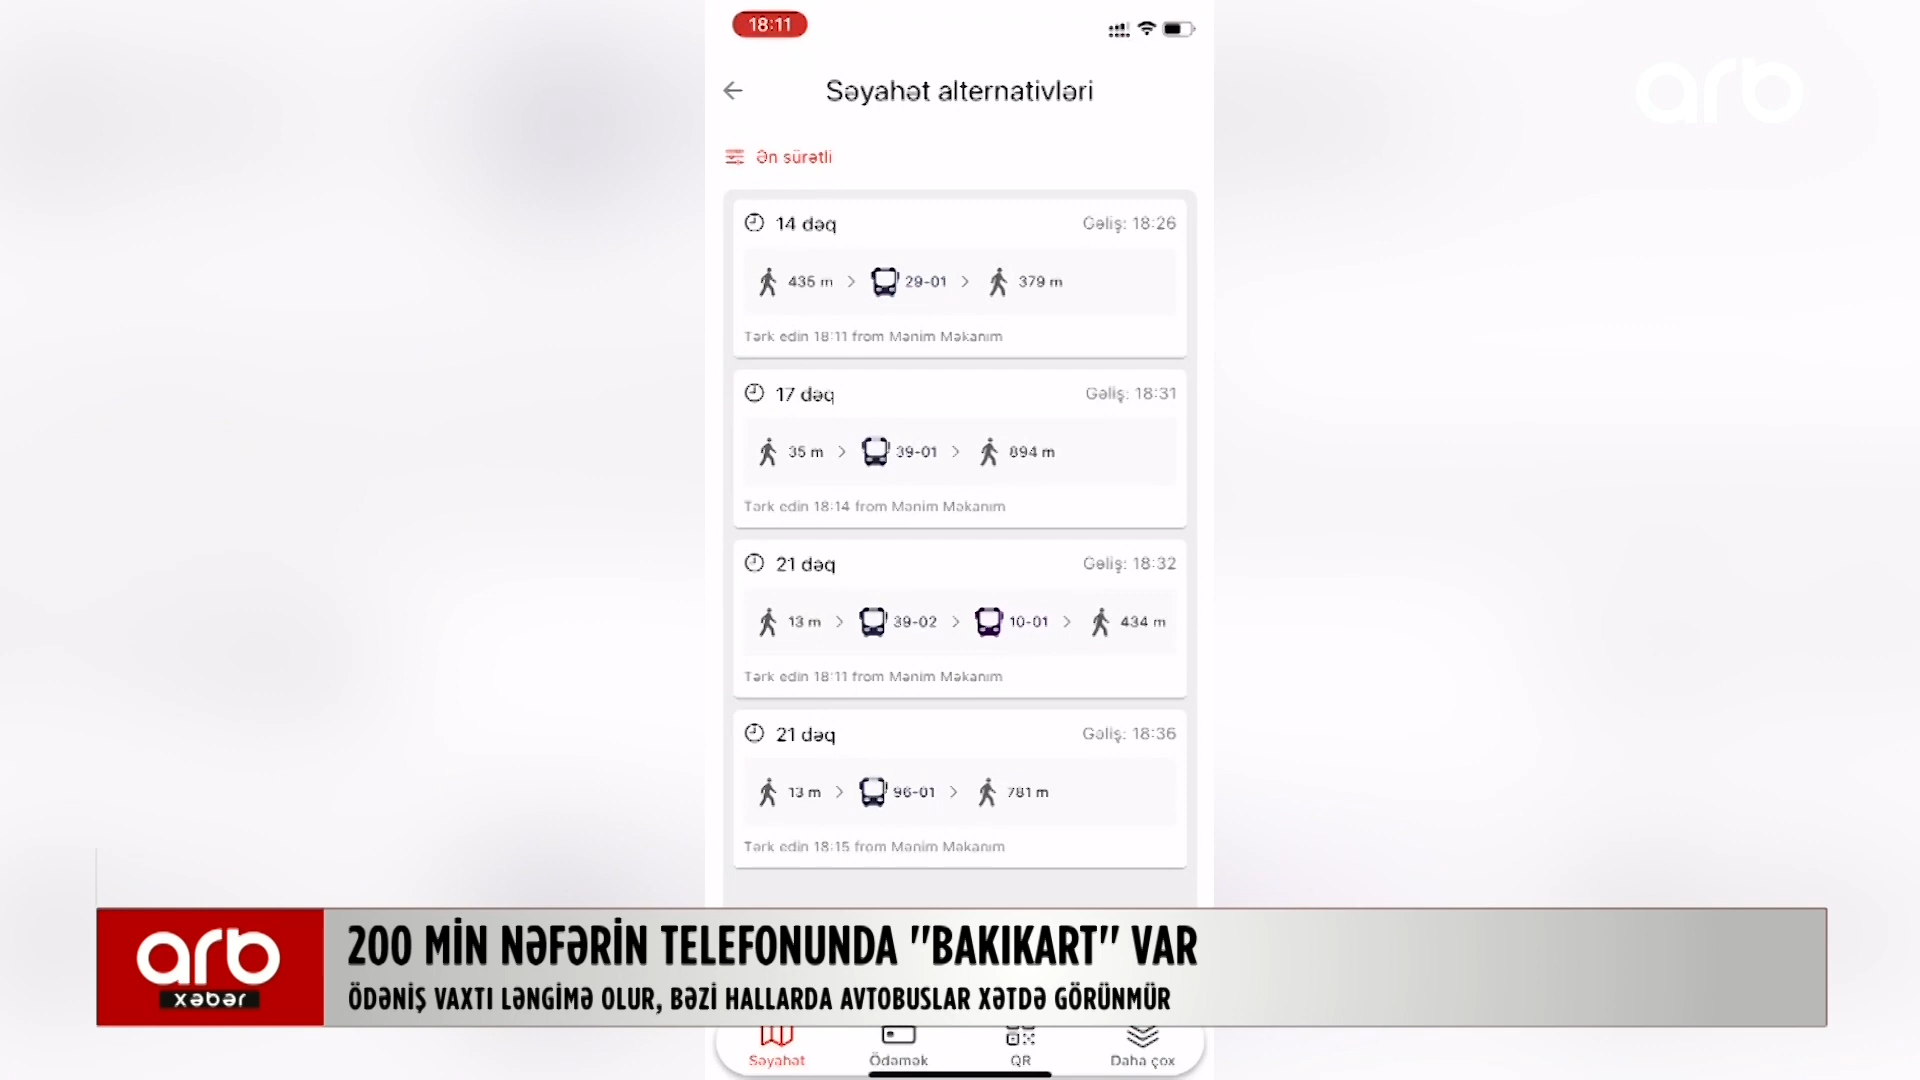 18:11
arb
Səyahət alternativləri
Ən sürətli
14 dəq
Gəliş: 18:26
435 m > 29-01 > 379 m
Tərk edin 18:11 from Mənim Məkanım
17 dəq
Gəliş: 18:31
35 m > 39-01 > 894 m
Tərk edin 18:14 from Mənim Məkanım
21 dəq
Gəliş: 18:32
13 m > 39-02 > 10-01 > 434 m
Tərk edin 18:11 from Mənim Məkanım
21 dəq
Gəliş: 18:36
13 m > 96-01 > 781 m
Tərk edin 18:15 from Mənim Məkanım
arb
xəbər
200 MİN NƏFƏRİN TELEFONUNDA "BAKIKART" VAR
ÖDƏNİŞ VAXTI LƏNGİMƏ OLUR, BƏZİ HALLARDA AVTOBUSLAR XƏTDƏ GÖRÜNMÜR
Səyahət
Ödəmək
QR
Daha çox